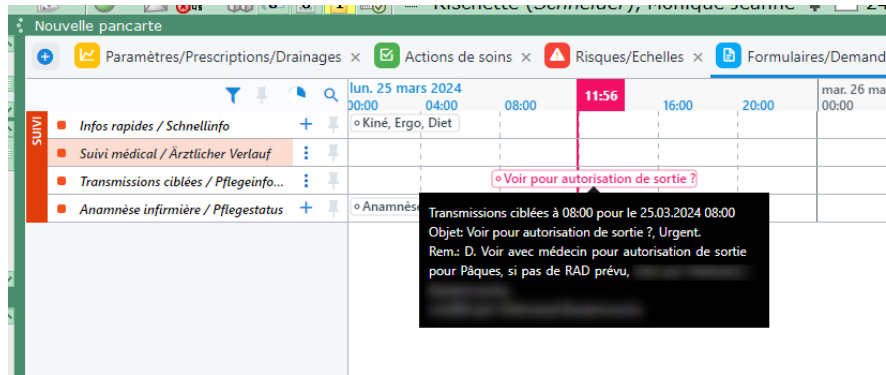 Nouvelle pancarte
Paramètres/Prescriptions/Drainages × Actions de soins × Risques/Echelles × Formulaires/Demand
lun. 25 mars 2024 mar. 26 ma
00:00 04:00 08:00 11:56 16:00 20:00 00:00
SUIVI
Infos rapides / Schnellinfo
Kiné, Ergo, Diet
Suivi médical / Ärztlicher Verlauf
Transmissions ciblées / Pflegeinfo...
Voir pour autorisation de sortie ?
Anamnèse infirmière / Pflegestatus
Anamnèse
Transmissions ciblées à 08:00 pour le 25.03.2024 08:00
Objet: Voir pour autorisation de sortie ?, Urgent.
Rem.: D. Voir avec médecin pour autorisation de sortie
pour Pâques, si pas de RAD prévu,